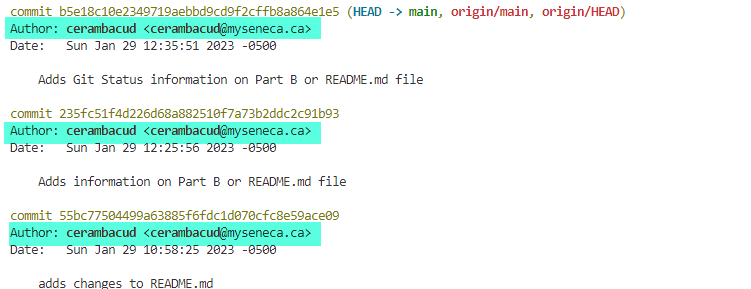 commit b5e18c10e2349719aebbd9cd9f2cffb8a864e1e5 (HEAD -> main, origin/main, origin/HEAD)
Author: cerambacud <cerambacud@myseneca.ca>
Date:   Sun Jan 29 12:35:51 2023 -0500
Adds Git Status information on Part B or README.md file
commit 235fc51f4d226d68a882510f7a73b2ddc2c91b93
Author: cerambacud <cerambacud@myseneca.ca>
Date:   Sun Jan 29 12:25:56 2023 -0500
Adds information on Part B or README.md file
commit 55bc77504499a63885f6fdc1d070cfc8e59ace09
Author: cerambacud <cerambacud@myseneca.ca>
Date:   Sun Jan 29 10:58:25 2023 -0500
adds changes to README.md